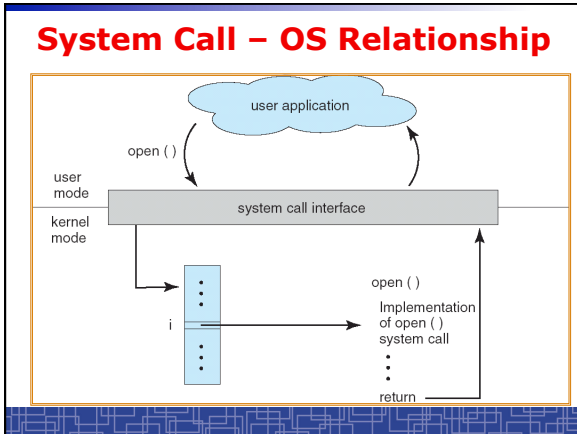 System Call – OS Relationship
user application
open ( )
user
mode
system call interface
kernel
mode
i
open ( )
Implementation
of open ( )
system call
return